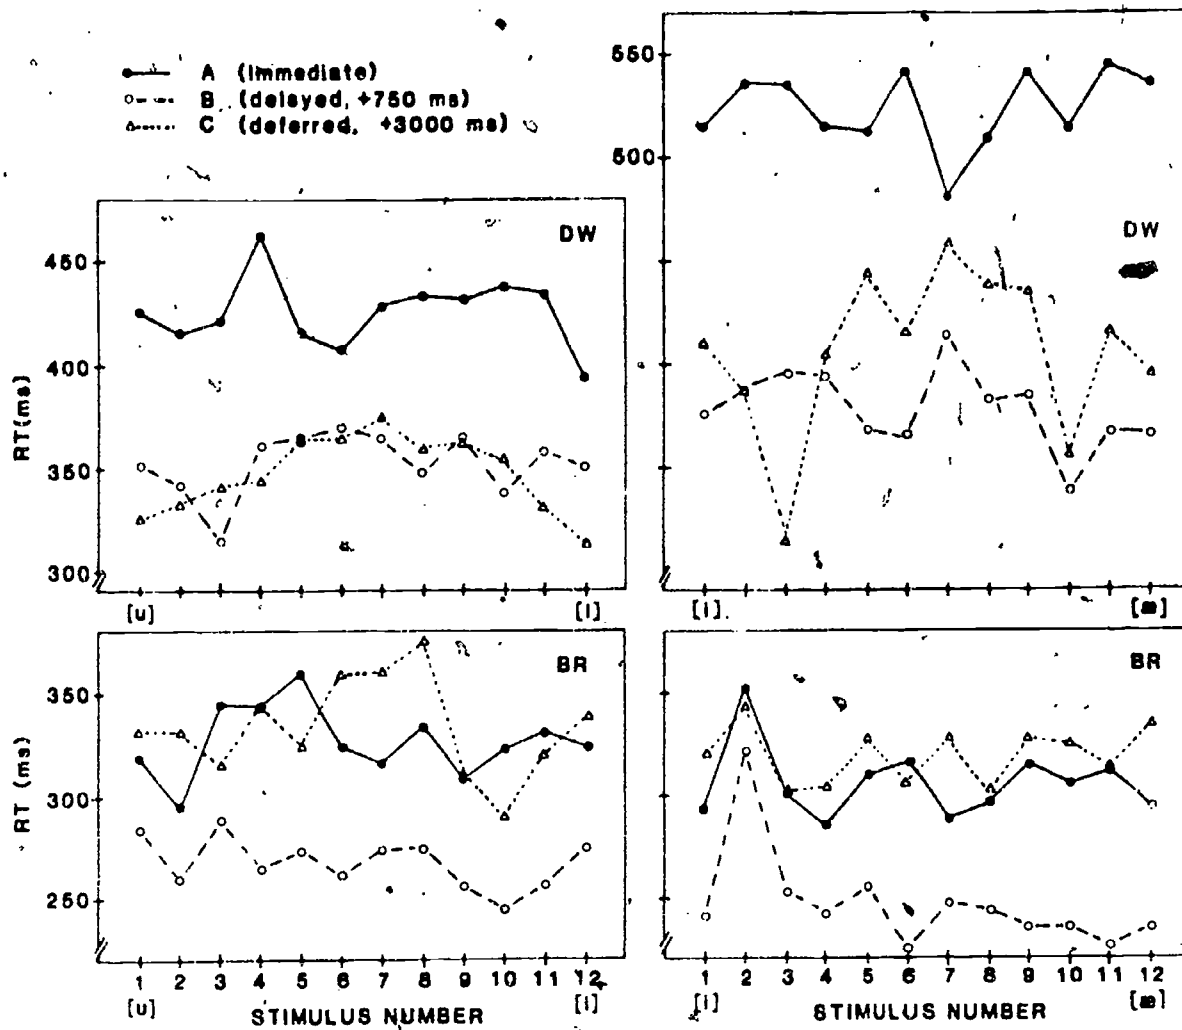 A (immediate)
B (delayed, +750 ms)
C (deferred, +3000 ms)
550
500
DW
450
400
350
300
RT(ms)
[u] [i]
DW
[i] [æ]
BR
350
300
250
RT (ms)
1 2 3 4 5 6 7 8 9 10 11 12
[u] [i]
STIMULUS NUMBER
BR
1 2 3 4 5 6 7 8 9 10 11 12
[i] [æ]
STIMULUS NUMBER